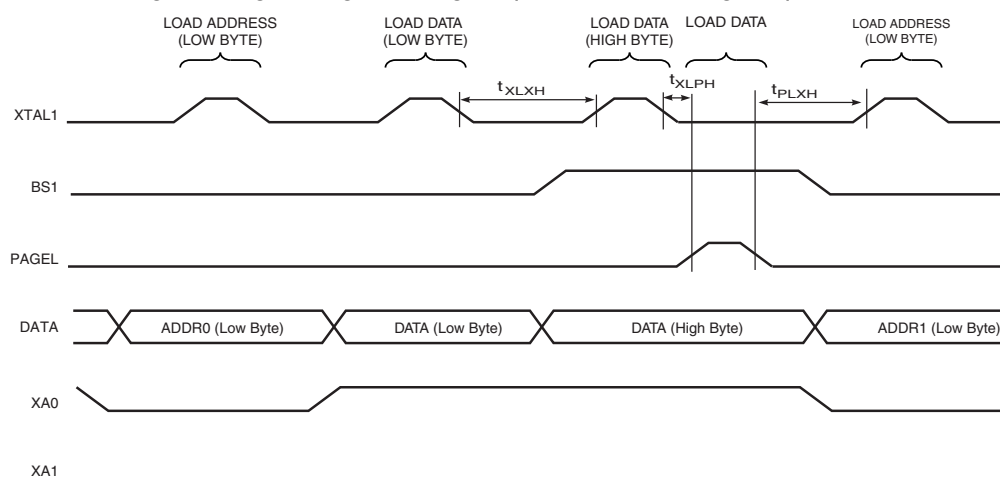 LOAD ADDRESS
(LOW BYTE)
LOAD DATA
(LOW BYTE)
LOAD DATA
(HIGH BYTE)
LOAD DATA
LOAD ADDRESS
(LOW BYTE)
XTAL1
tXLXH
tXLPH
tPLXH
BS1
PAGEL
DATA
ADDR0 (Low Byte)
DATA (Low Byte)
DATA (High Byte)
ADDR1 (Low Byte)
XA0
XA1